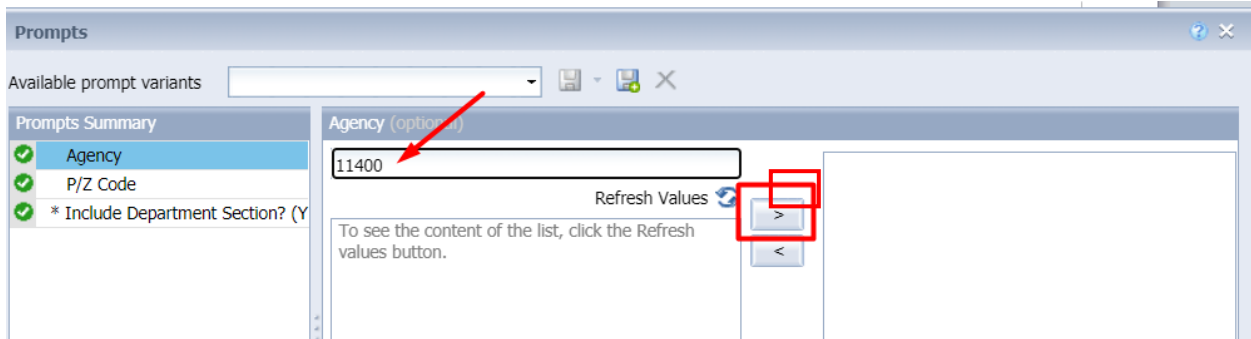 Prompts
Available prompt variants
Prompts Summary
Agency (optional)
Agency
P/Z Code
* Include Department Section? (Y
11400
Refresh Values
>
<
To see the content of the list, click the Refresh
values button.